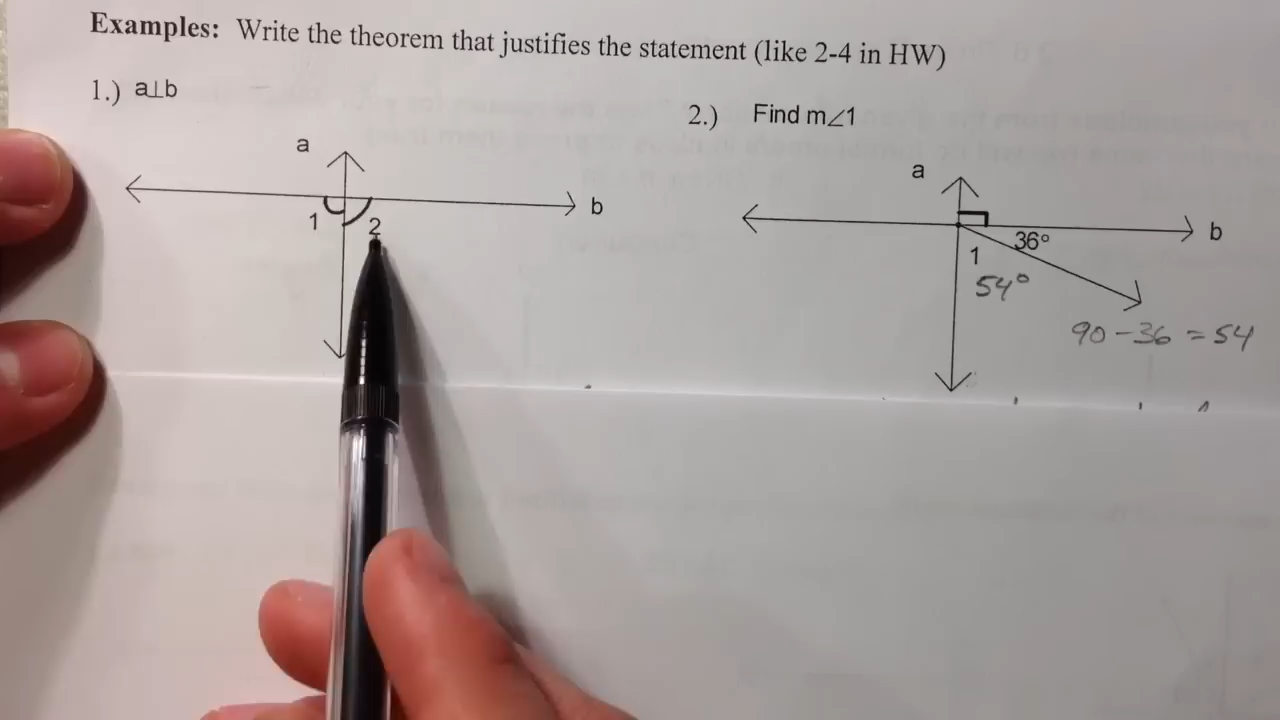 Examples: Write the theorem that justifies the statement (like 2-4 in HW)
1.) a⊥b
a
b
1
2
2.) Find m∠1
a
b
36°
1
54°
90 - 36 = 54